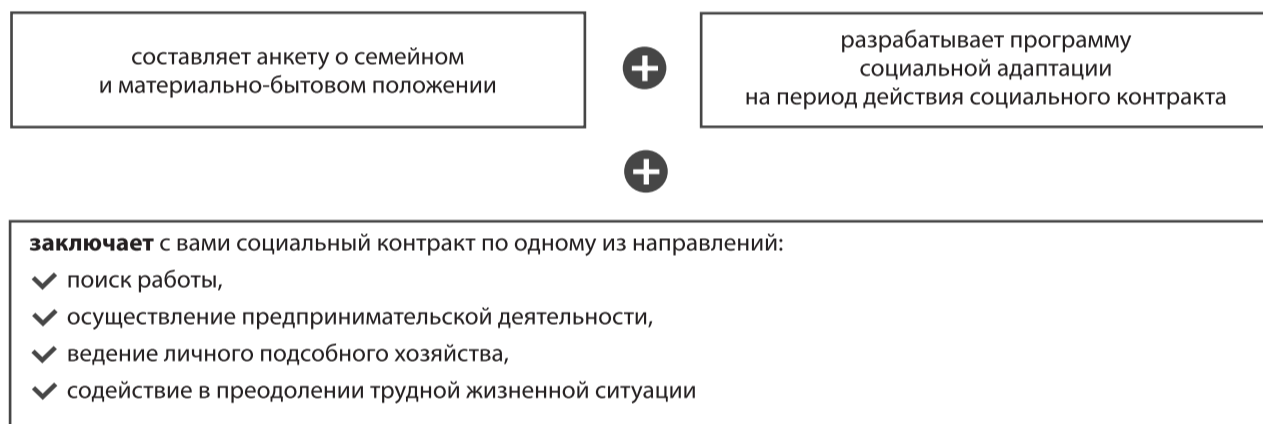 составляет анкету о семейном
и материально-бытовом положении
разрабатывает программу
социальной адаптации
на период действия социального контракта
заключает с вами социальный контракт по одному из направлений:
поиск работы,
осуществление предпринимательской деятельности,
ведение личного подсобного хозяйства,
содействие в преодолении трудной жизненной ситуации